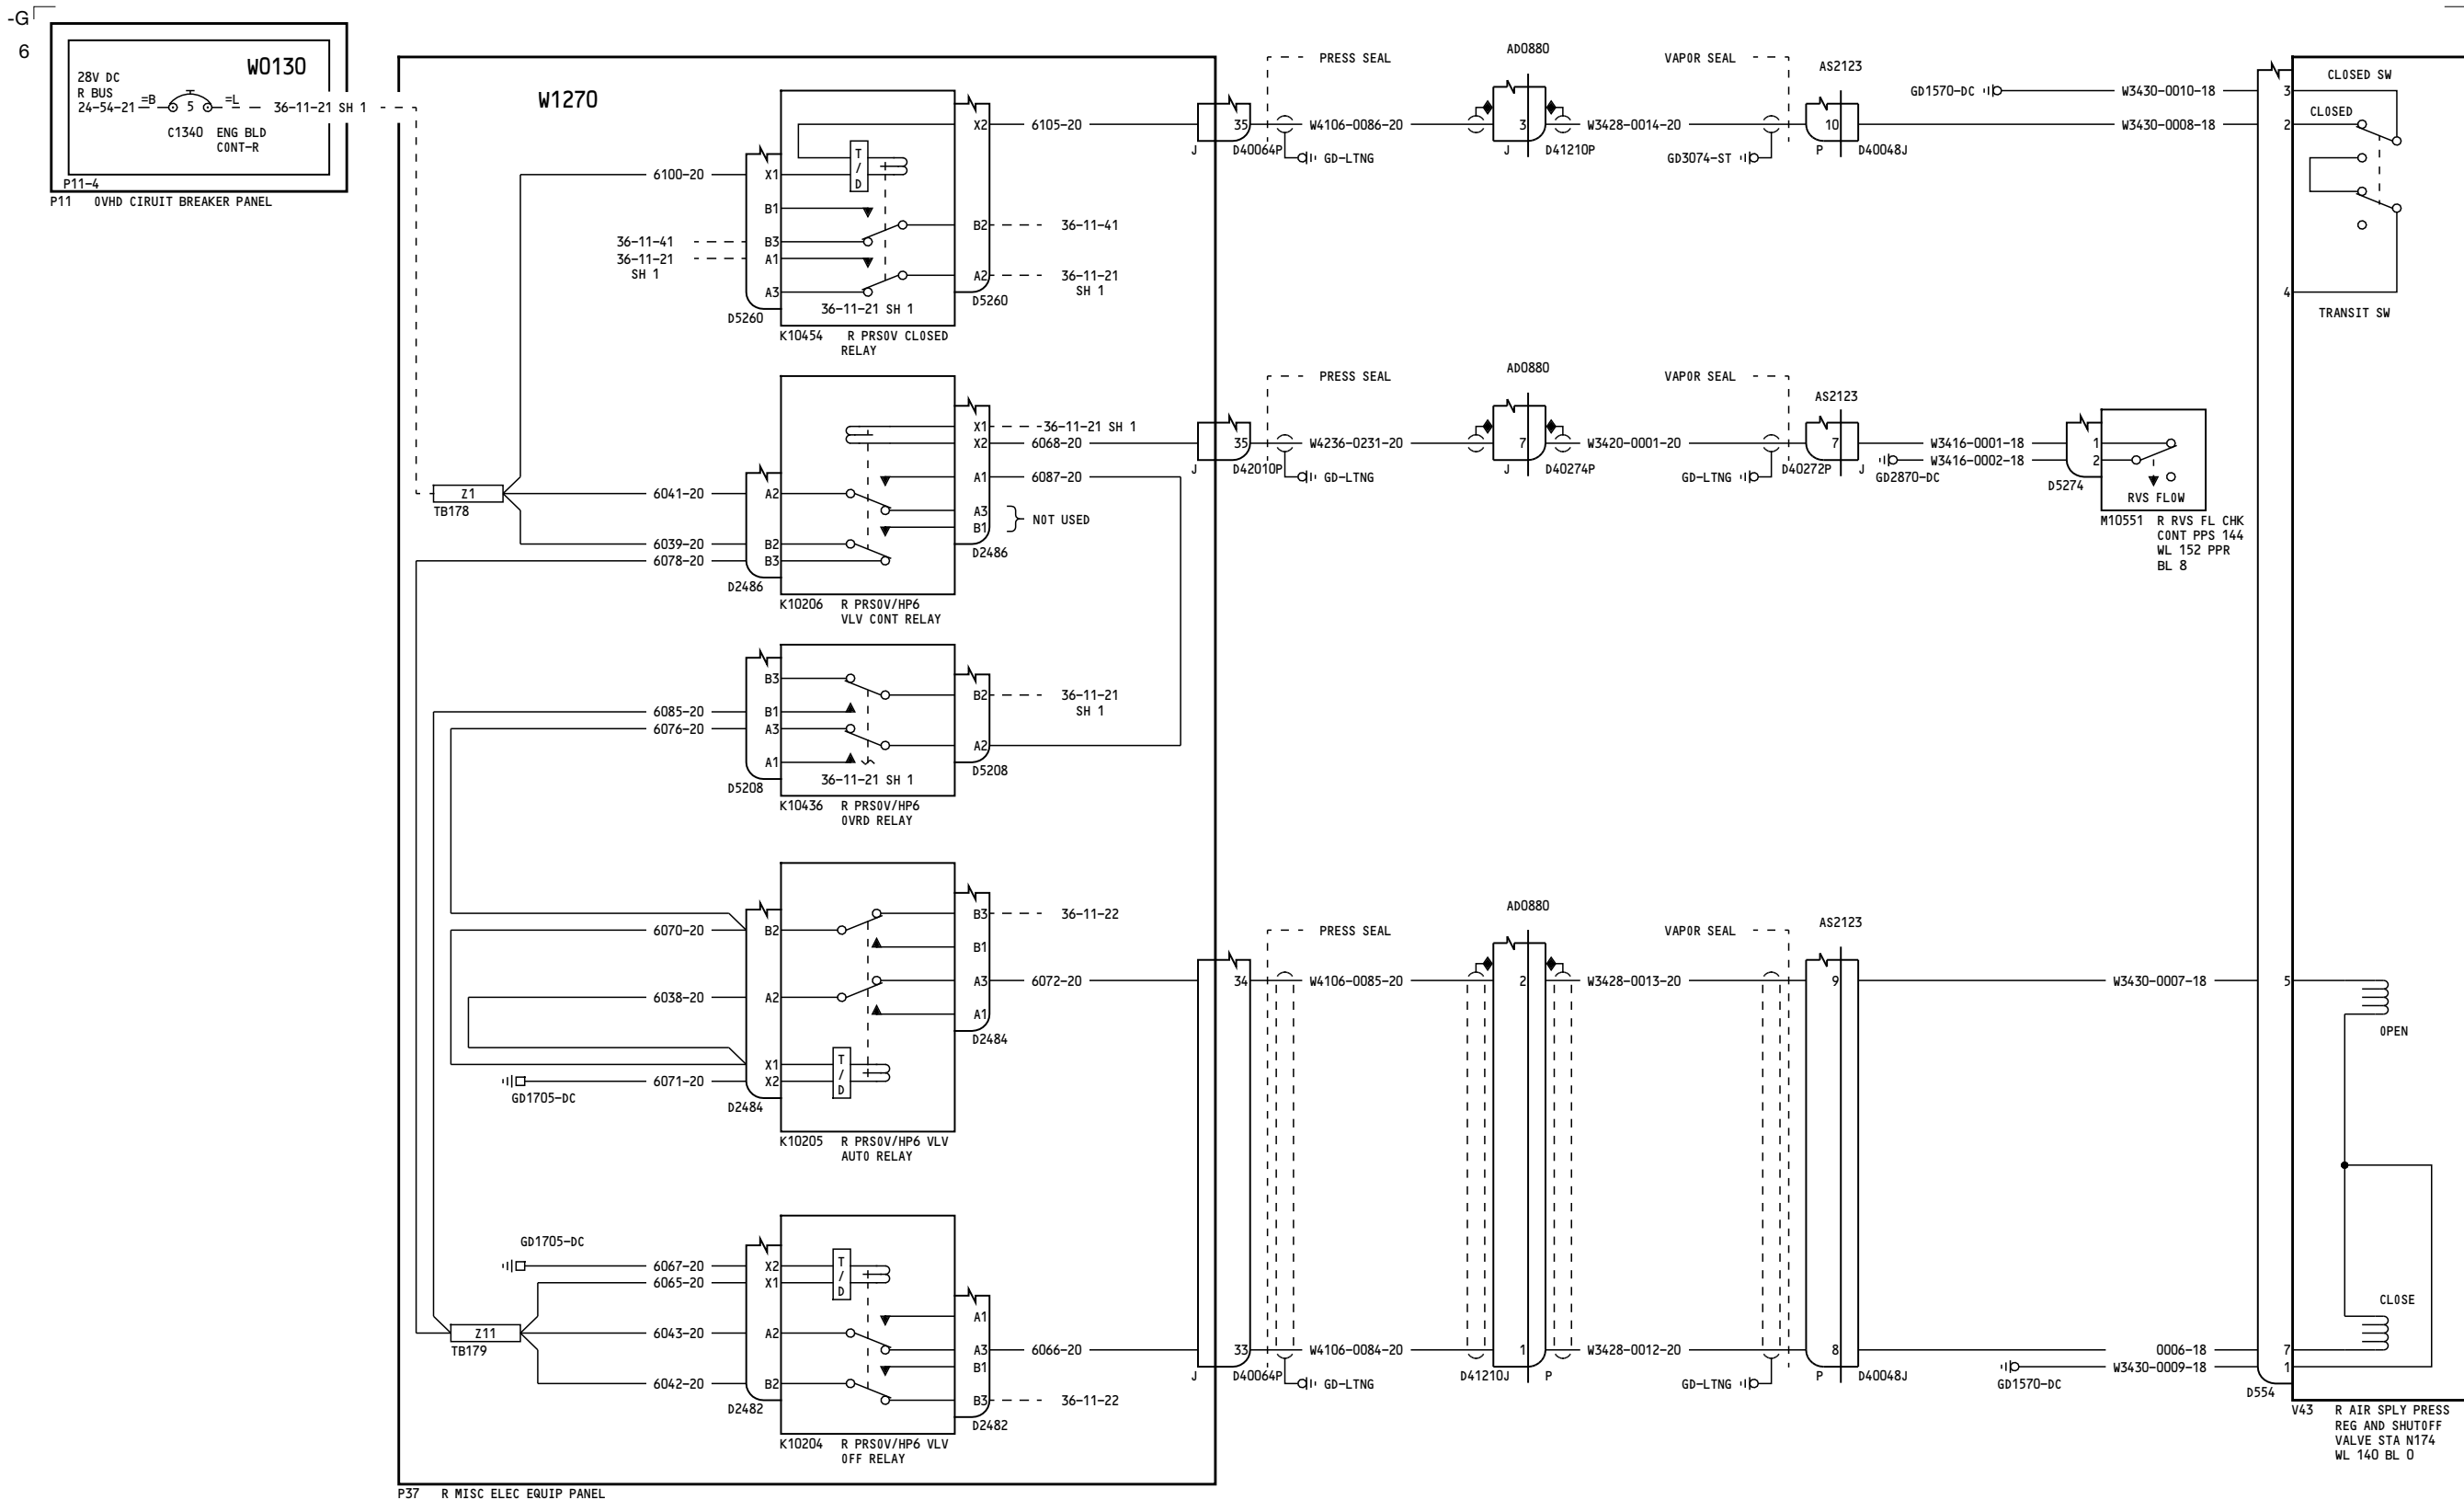 -G
6
W0130
28V DC
R BUS
24-54-21
=B
5
=L
36-11-21 SH 1
C1340 ENG BLD
CONT-R
P11-4
P11 OVHD CIRUIT BREAKER PANEL
W1270
X2
6105-20
T
/
D
6100-20
X1
B1
B2
36-11-41
36-11-41
B3
36-11-21
SH 1
A1
A2
36-11-21
SH 1
A3
36-11-21 SH 1
D5260
D5260
K10454 R PRSOV CLOSED
RELAY
35
J
D40064P
PRESS SEAL
W4106-0086-20
GD-LTNG
AD0880
3
J
D41210P
W3428-0014-20
VAPOR SEAL
GD3074-ST
AS2123
10
P
D40048J
GD1570-DC
W3430-0010-18
W3430-0008-18
3
2
4
CLOSED SW
CLOSED
TRANSIT SW
X1
36-11-21 SH 1
X2
6068-20
A1
6087-20
Z1
TB178
6041-20
A2
A3
B1
NOT USED
6039-20
B2
6078-20
B3
D2486
D2486
K10206 R PRSOV/HP6
VLV CONT RELAY
35
J
D42010P
PRESS SEAL
W4236-0231-20
GD-LTNG
AD0880
7
J
D40274P
W3420-0001-20
VAPOR SEAL
GD-LTNG
AS2123
7
D40272P
J
W3416-0001-18
W3416-0002-18
GD2870-DC
1
2
D5274
RVS FLOW
M10551 R RVS FL CHK
CONT PPS 144
WL 152 PPR
BL 8
B3
B2
36-11-21
SH 1
6085-20
B1
6076-20
A3
A2
A1
36-11-21 SH 1
D5208
D5208
K10436 R PRSOV/HP6
OVRD RELAY
B3
36-11-22
6070-20
B2
B1
A3
6072-20
6038-20
A2
A1
D2484
X1
T
/
D
6071-20
X2
GD1705-DC
D2484
K10205 R PRSOV/HP6 VLV
AUTO RELAY
34
PRESS SEAL
W4106-0085-20
AD0880
2
W3428-0013-20
VAPOR SEAL
AS2123
9
W3430-0007-18
5
OPEN
GD1705-DC
6067-20
X2
6065-20
X1
T
/
D
A1
Z11
TB179
6043-20
A2
A3
6066-20
B1
6042-20
B2
B3
36-11-22
D2482
D2482
K10204 R PRSOV/HP6 VLV
OFF RELAY
33
J
D40064P
W4106-0084-20
GD-LTNG
1
D41210J
P
W3428-0012-20
GD-LTNG
8
P
D40048J
0006-18
W3430-0009-18
GD1570-DC
7
1
D554
CLOSE
V43 R AIR SPLY PRESS
REG AND SHUTOFF
VALVE STA N174
WL 140 BL 0
P37 R MISC ELEC EQUIP PANEL